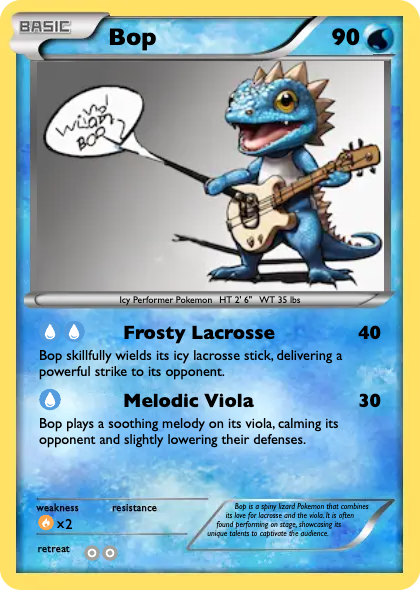 BASIC
Bop
90
Icy Performer Pokemon HT 2' 6" WT 35 lbs
Frosty Lacrosse 40
Bop skillfully wields its icy lacrosse stick, delivering a
powerful strike to its opponent.
Melodic Viola 30
Bop plays a soothing melody on its viola, calming its
opponent and slightly lowering their defenses.
weakness resistance
x2
retreat
Bop is a spiny lizard Pokemon that combines
its love for lacrosse and the viola. It is often
found performing on stage, showcasing its
unique talents to captivate the audience.